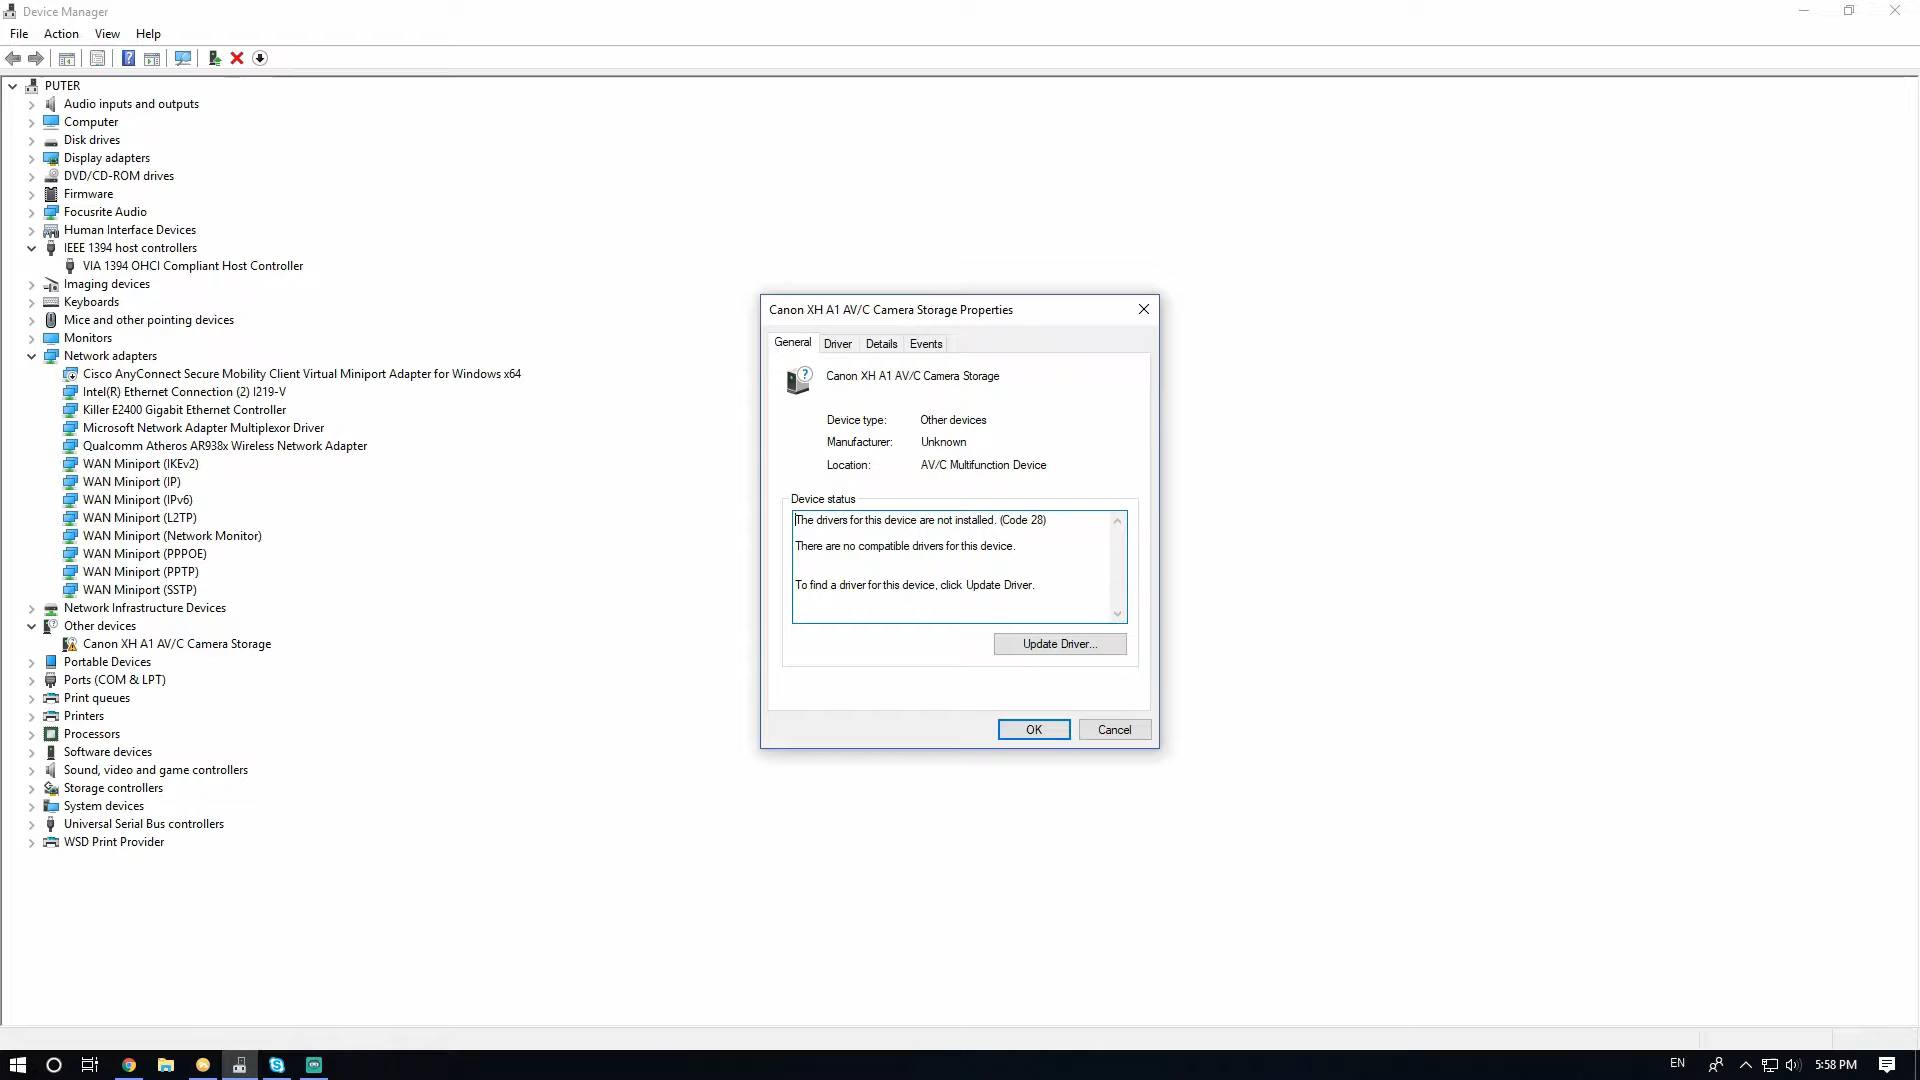 Device Manager
File Action View Help
PUTER
Audio inputs and outputs
Computer
Disk drives
Display adapters
DVD/CD-ROM drives
Firmware
Focusrite Audio
Human Interface Devices
IEEE 1394 host controllers
VIA 1394 OHCI Compliant Host Controller
Imaging devices
Keyboards
Mice and other pointing devices
Monitors
Network adapters
Cisco AnyConnect Secure Mobility Client Virtual Miniport Adapter for Windows x64
Intel(R) Ethernet Connection (2) I219-V
Killer E2400 Gigabit Ethernet Controller
Microsoft Network Adapter Multiplexor Driver
Qualcomm Atheros AR938x Wireless Network Adapter
WAN Miniport (IKEv2)
WAN Miniport (IP)
WAN Miniport (IPv6)
WAN Miniport (L2TP)
WAN Miniport (Network Monitor)
WAN Miniport (PPPOE)
WAN Miniport (PPTP)
WAN Miniport (SSTP)
Network Infrastructure Devices
Other devices
Canon XH A1 AV/C Camera Storage
Portable Devices
Ports (COM & LPT)
Print queues
Printers
Processors
Software devices
Sound, video and game controllers
Storage controllers
System devices
Universal Serial Bus controllers
WSD Print Provider
Canon XH A1 AV/C Camera Storage Properties
General Driver Details Events
Canon XH A1 AV/C Camera Storage
Device type: Other devices
Manufacturer: Unknown
Location: AV/C Multifunction Device
Device status
The drivers for this device are not installed. (Code 28)
There are no compatible drivers for this device.
To find a driver for this device, click Update Driver.
Update Driver...
OK Cancel
EN 5:58 PM